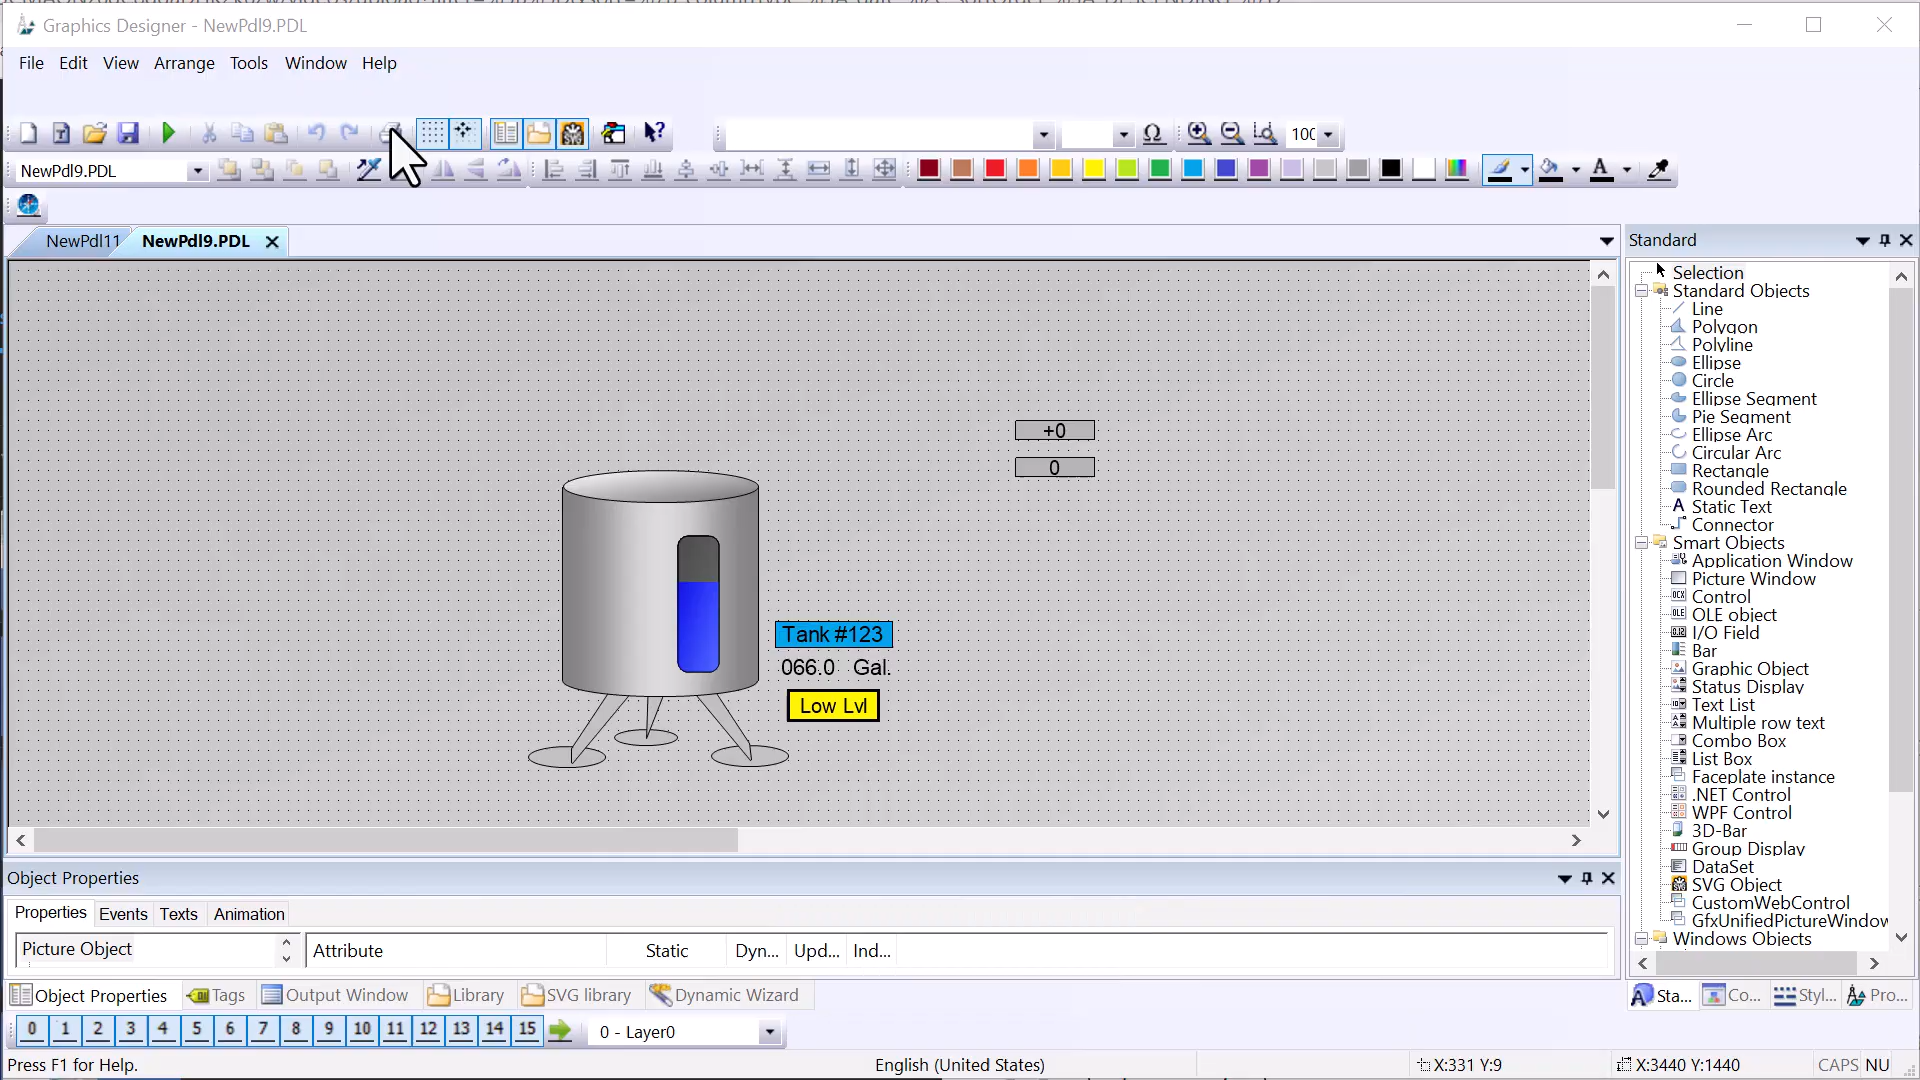 Graphics Designer - NewPdl9.PDL
File Edit View Arrange Tools Window Help
100
NewPdl9.PDL
NewPdl11 NewPdl9.PDL
Standard
Selection
Standard Objects
Line
Polygon
Polyline
Ellipse
Circle
Ellipse Segment
Pie Segment
Ellipse Arc
Circular Arc
Rectangle
Rounded Rectangle
Static Text
Connector
Smart Objects
Application Window
Picture Window
Control
OLE object
I/O Field
Bar
Graphic Object
Status Display
Text List
Multiple row text
Combo Box
List Box
Faceplate instance
.NET Control
WPF Control
3D-Bar
Group Display
DataSet
SVG Object
CustomWebControl
GfxUnifiedPictureWindow
Windows Objects
+0
0
Tank #123
066.0 Gal.
Low Lvl
Object Properties
Properties Events Texts Animation
Picture Object Attribute Static Dyn... Upd... Ind...
Object Properties Tags Output Window Library SVG library Dynamic Wizard
Sta... Co... Styl... Pro...
0 1 2 3 4 5 6 7 8 9 10 11 12 13 14 15 0 - Layer0
Press F1 for Help. English (United States) X:331 Y:9 X:3440 Y:1440 CAPS NU